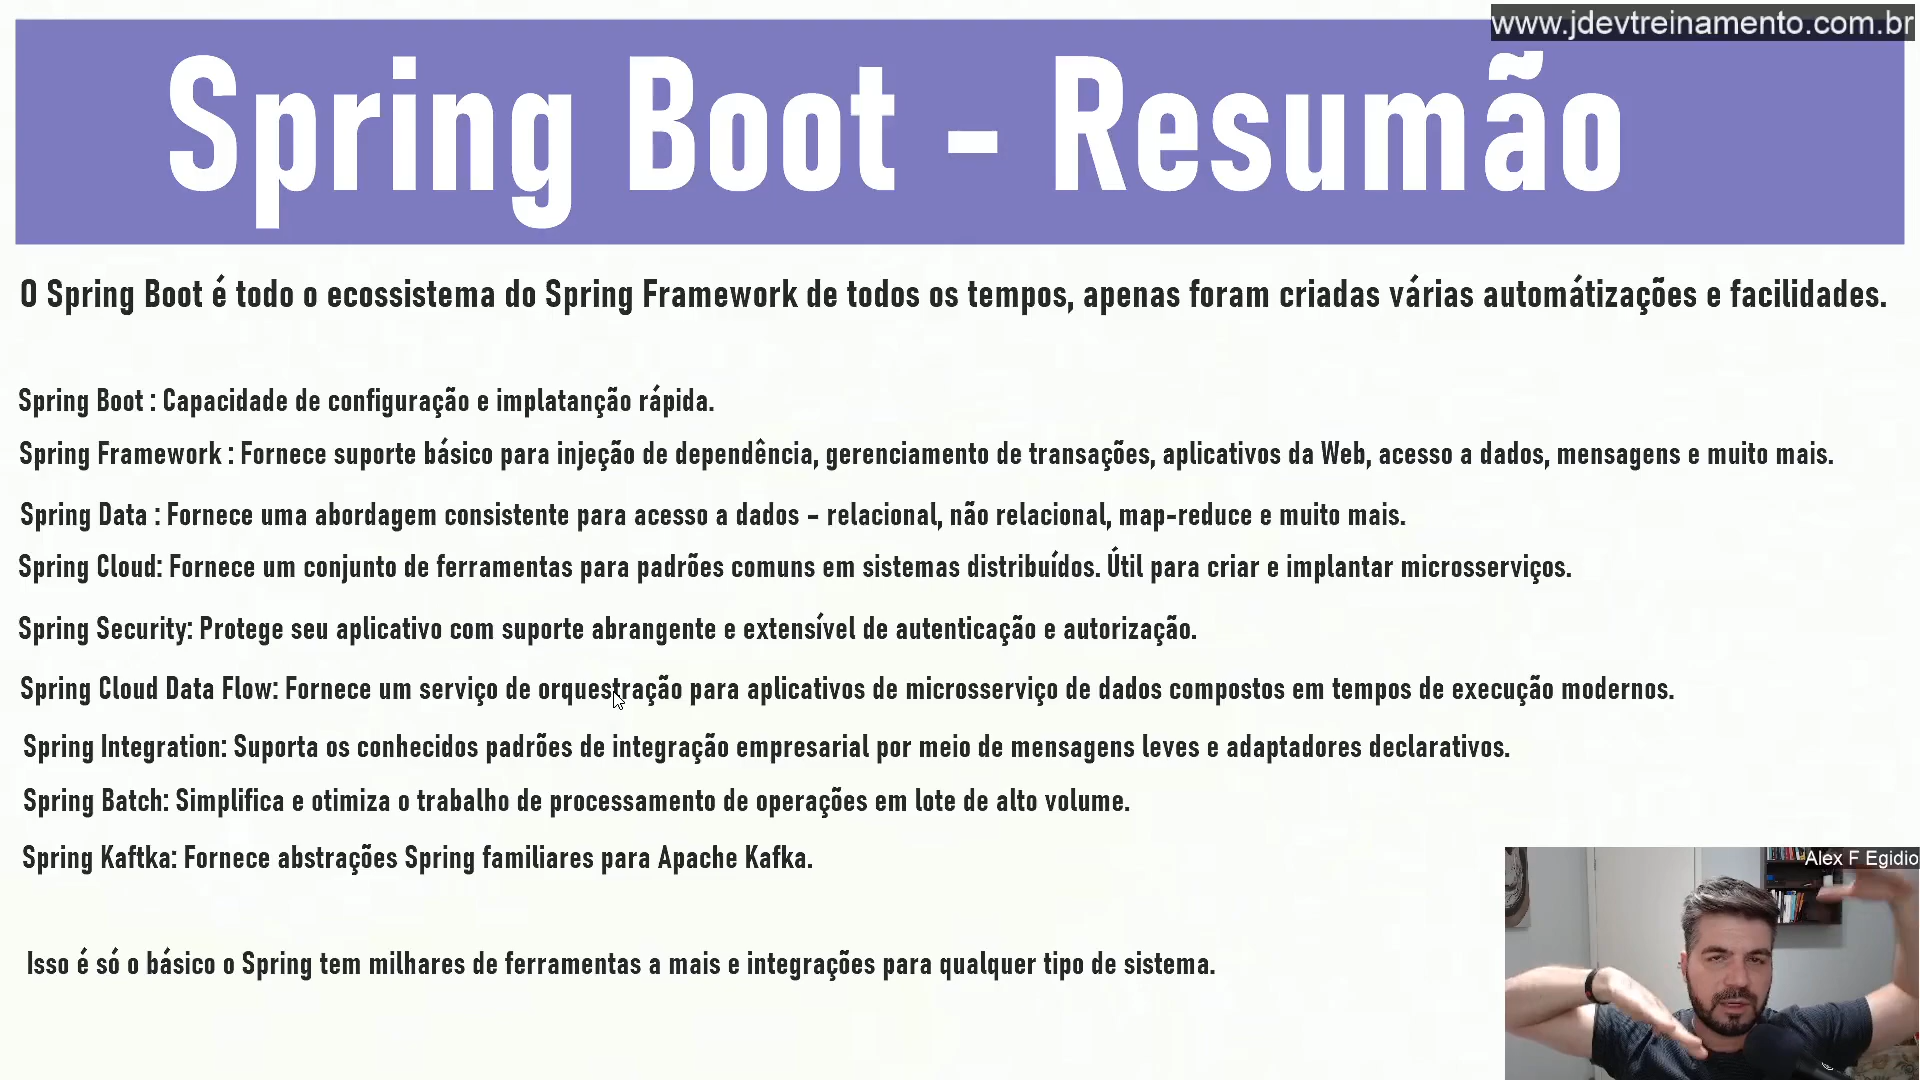 www.jdevtreinamento.com.br
Spring Boot - Resumão
O Spring Boot é todo o ecossistema do Spring Framework de todos os tempos, apenas foram criadas várias automátizações e facilidades.
Spring Boot : Capacidade de configuração e implatanção rápida.
Spring Framework : Fornece suporte básico para injeção de dependência, gerenciamento de transações, aplicativos da Web, acesso a dados, mensagens e muito mais.
Spring Data : Fornece uma abordagem consistente para acesso a dados – relacional, não relacional, map-reduce e muito mais.
Spring Cloud: Fornece um conjunto de ferramentas para padrões comuns em sistemas distribuídos. Útil para criar e implantar microsserviços.
Spring Security: Protege seu aplicativo com suporte abrangente e extensível de autenticação e autorização.
Spring Cloud Data Flow: Fornece um serviço de orquestração para aplicativos de microsserviço de dados compostos em tempos de execução modernos.
Spring Integration: Suporta os conhecidos padrões de integração empresarial por meio de mensagens leves e adaptadores declarativos.
Spring Batch: Simplifica e otimiza o trabalho de processamento de operações em lote de alto volume.
Spring Kaftka: Fornece abstrações Spring familiares para Apache Kafka.
Alex F Egidio
Isso é só o básico o Spring tem milhares de ferramentas a mais e integrações para qualquer tipo de sistema.